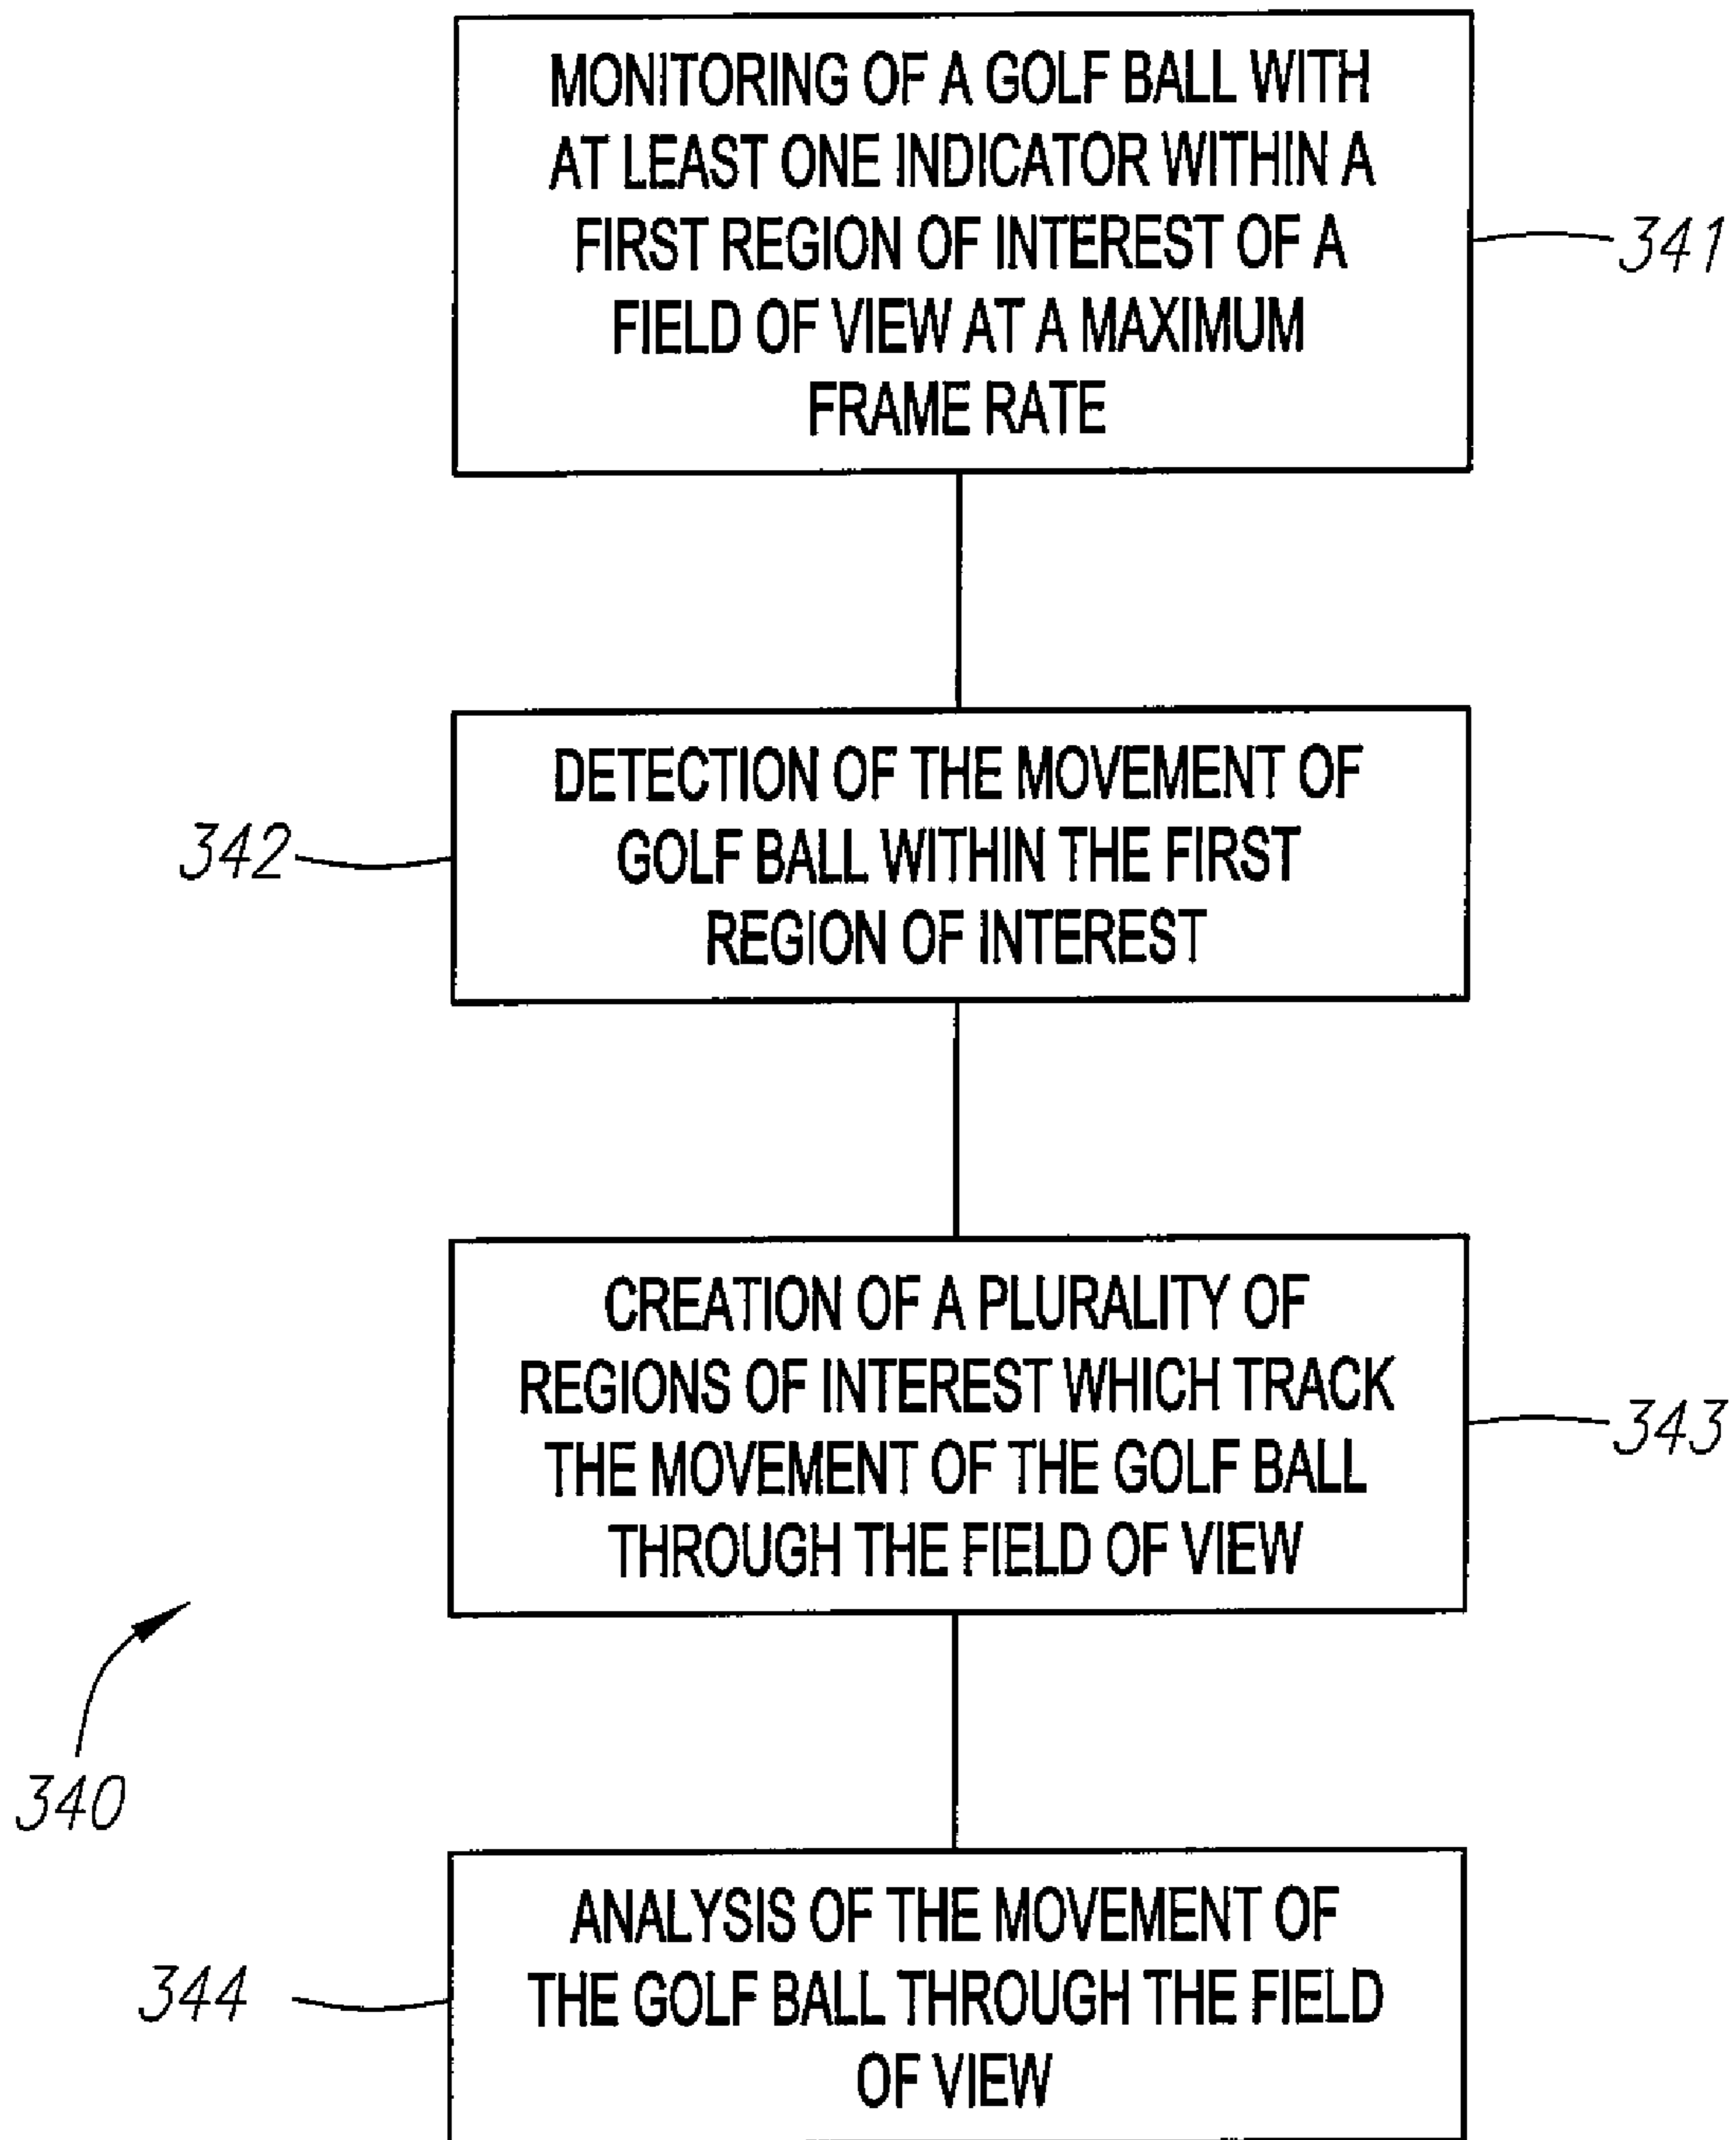 MONITORING OF A GOLF BALL WITH
AT LEAST ONE INDICATOR WITHIN A
FIRST REGION OF INTEREST OF A
FIELD OF VIEW AT A MAXIMUM
FRAME RATE
341
DETECTION OF THE MOVEMENT OF
GOLF BALL WITHIN THE FIRST
REGION OF INTEREST
342
CREATION OF A PLURALITY OF
REGIONS OF INTEREST WHICH TRACK
THE MOVEMENT OF THE GOLF BALL
THROUGH THE FIELD OF VIEW
343
340
ANALYSIS OF THE MOVEMENT OF
THE GOLF BALL THROUGH THE FIELD
OF VIEW
344